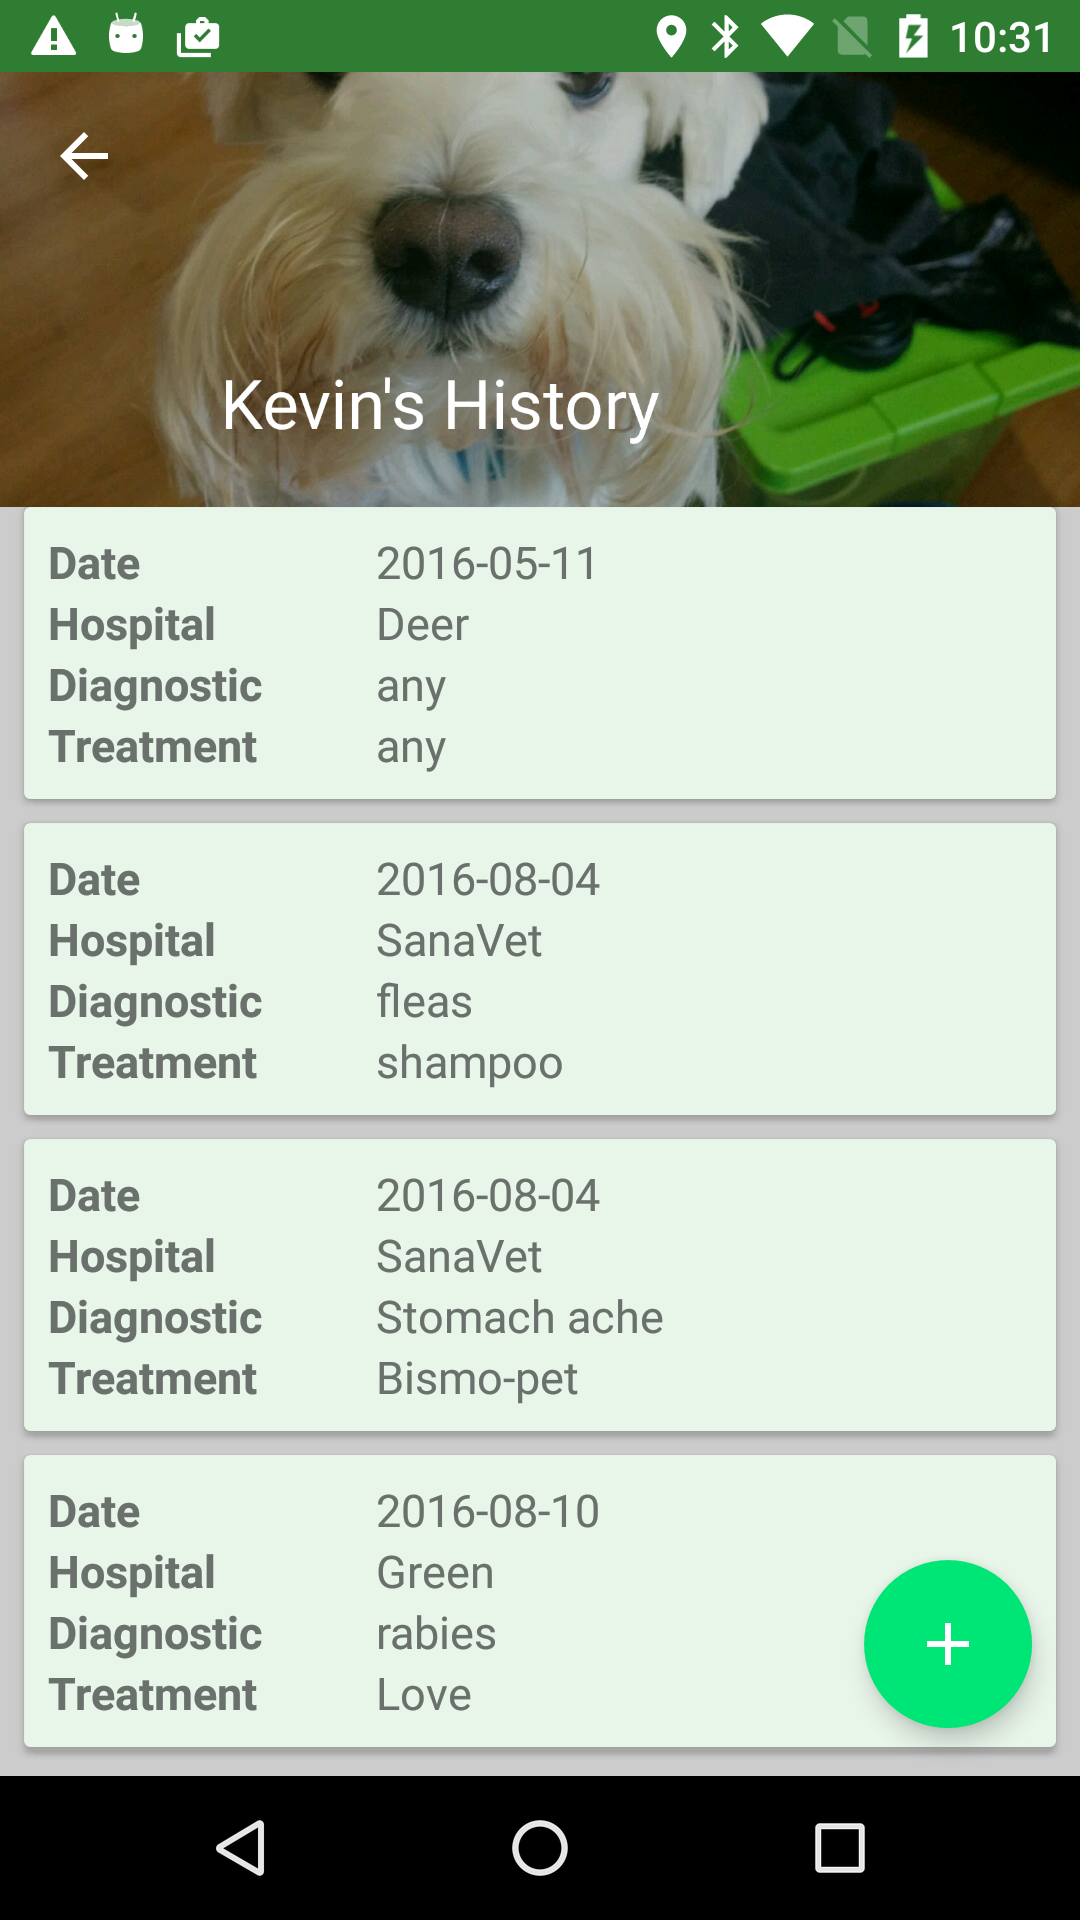 10:31
Kevin's History
Date 2016-05-11
Hospital Deer
Diagnostic any
Treatment any
Date 2016-08-04
Hospital SanaVet
Diagnostic fleas
Treatment shampoo
Date 2016-08-04
Hospital SanaVet
Diagnostic Stomach ache
Treatment Bismo-pet
Date 2016-08-10
Hospital Green
Diagnostic rabies
Treatment Love